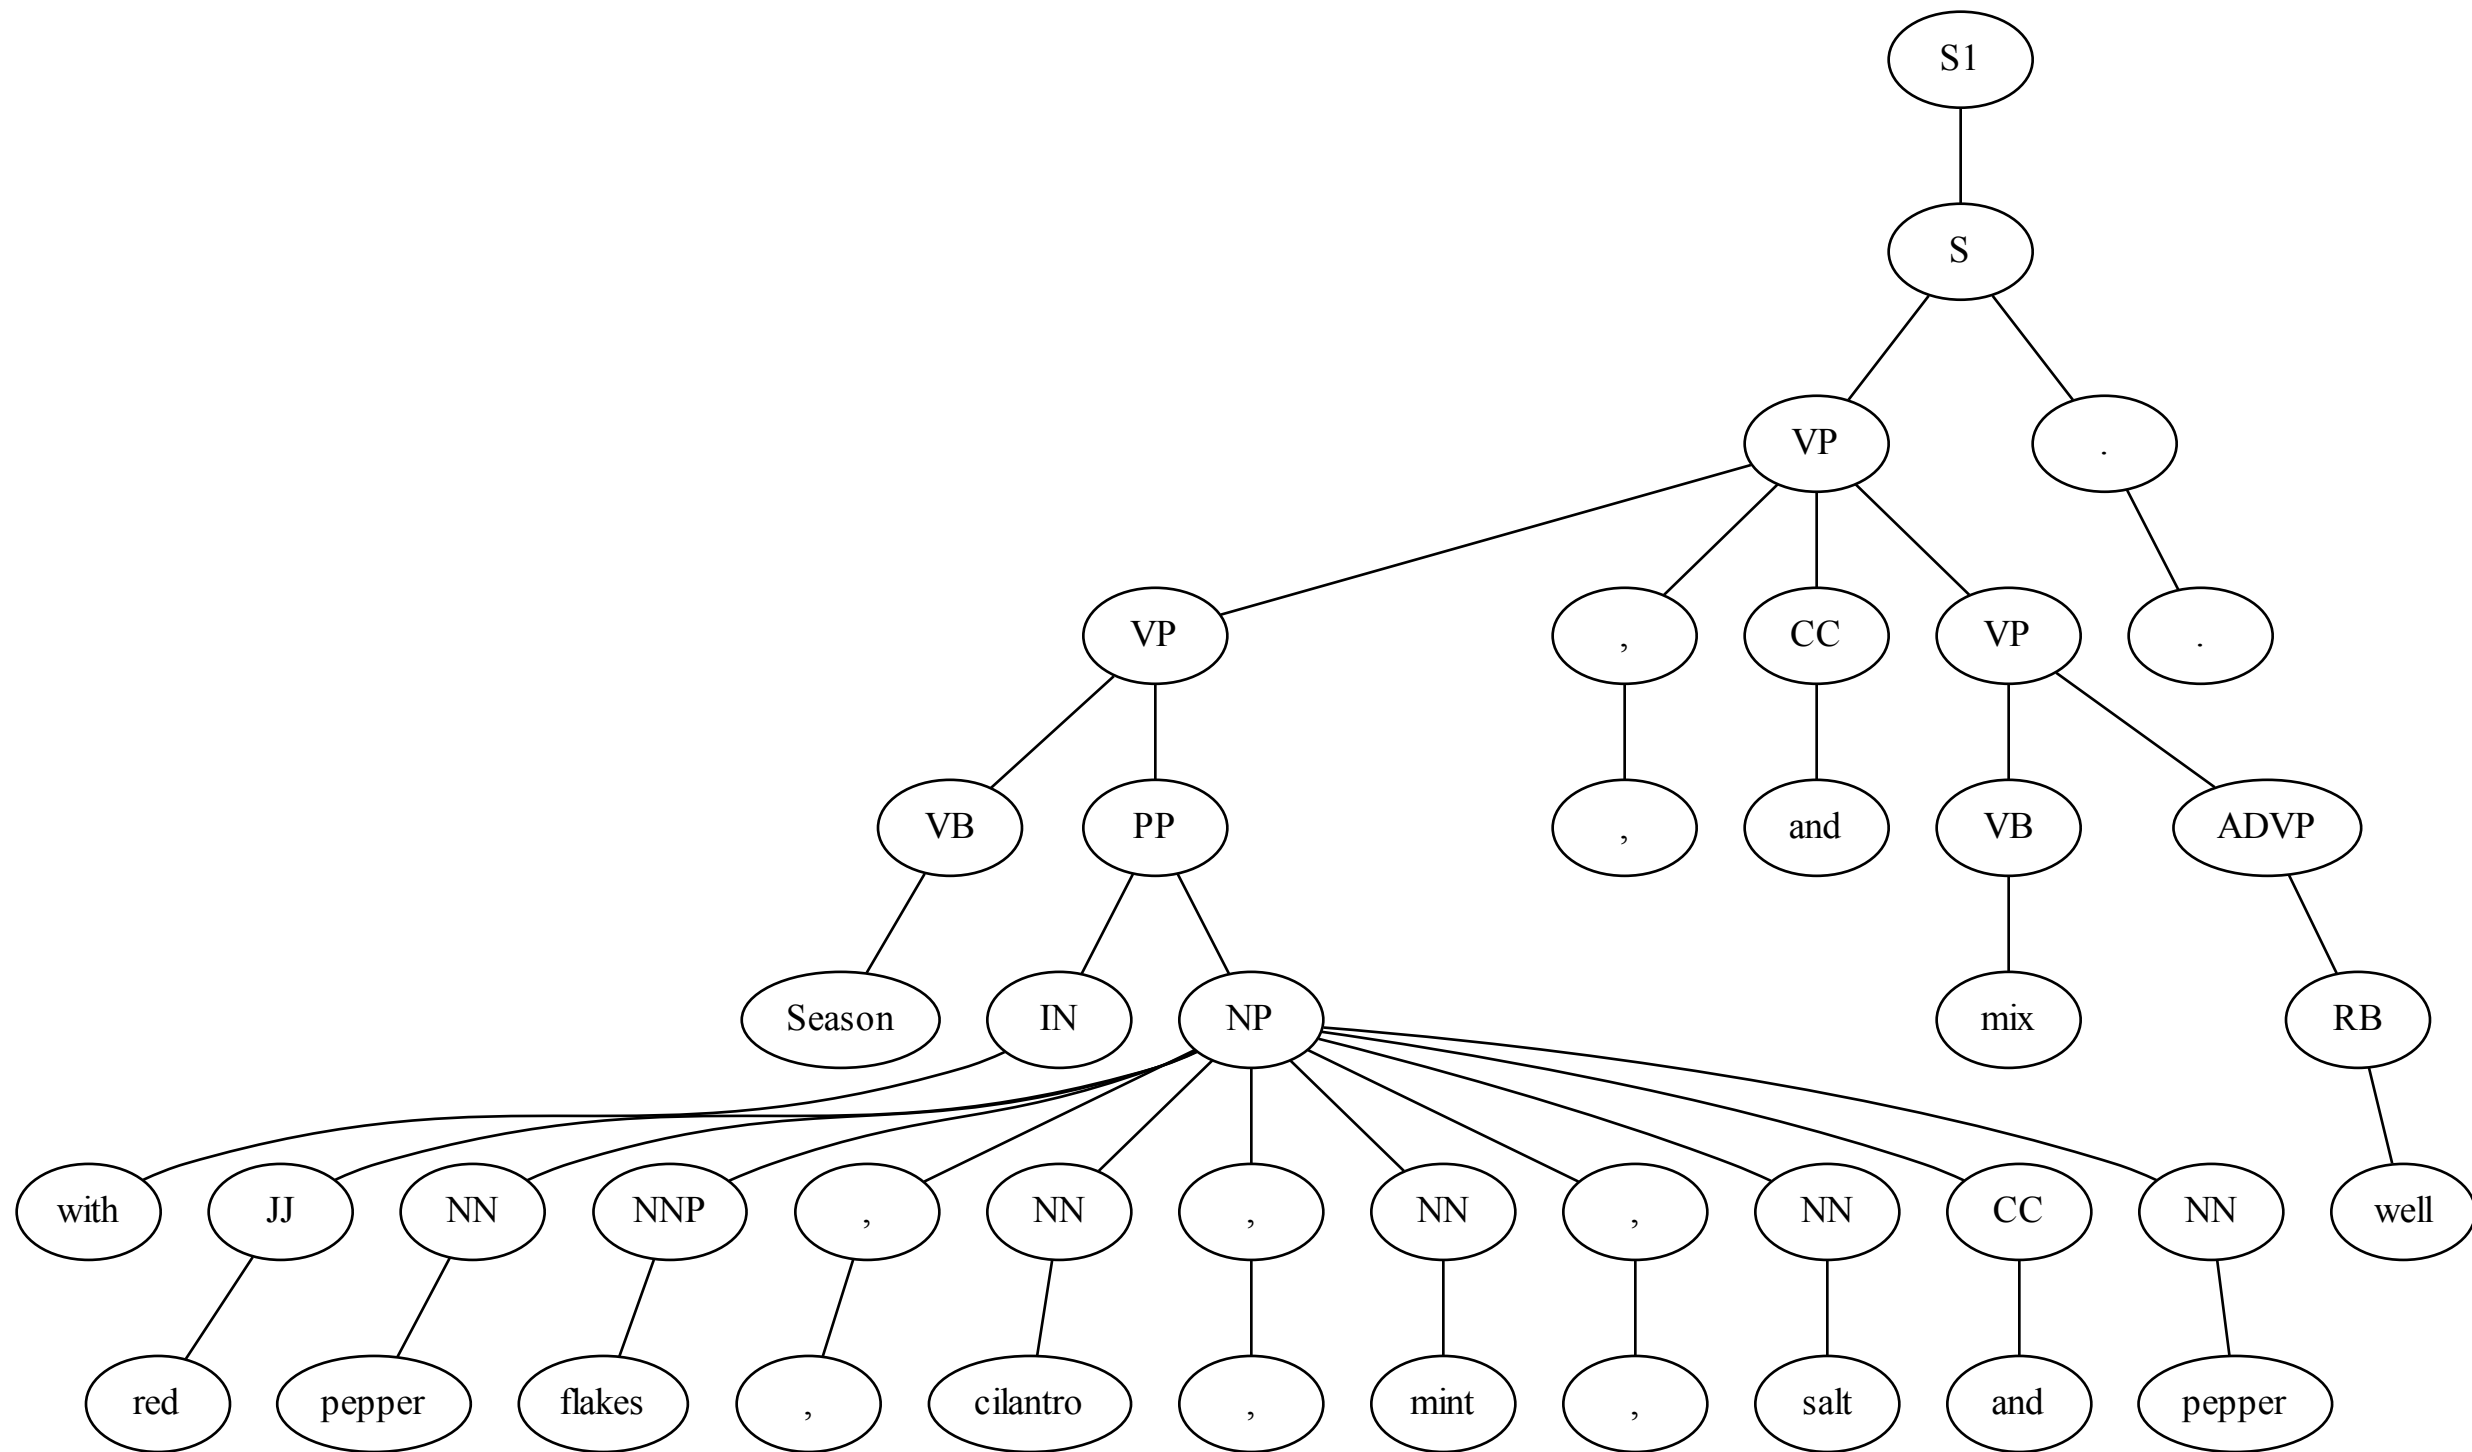 S1
S
VP .
VP , CC VP .
VB PP , and VB ADVP
Season IN NP mix RB
with JJ NN NNP , NN , NN , NN CC NN well
red pepper flakes , cilantro , mint , salt and pepper